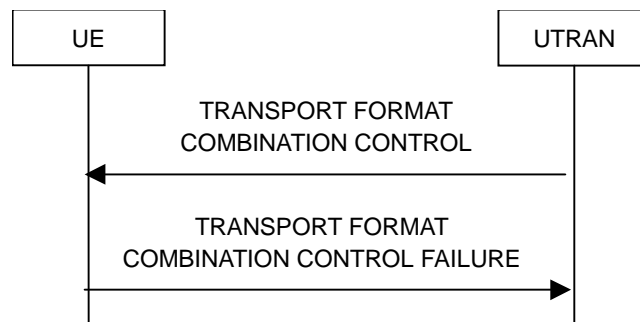 UE
UTRAN
TRANSPORT FORMAT
COMBINATION CONTROL
TRANSPORT FORMAT
COMBINATION CONTROL FAILURE